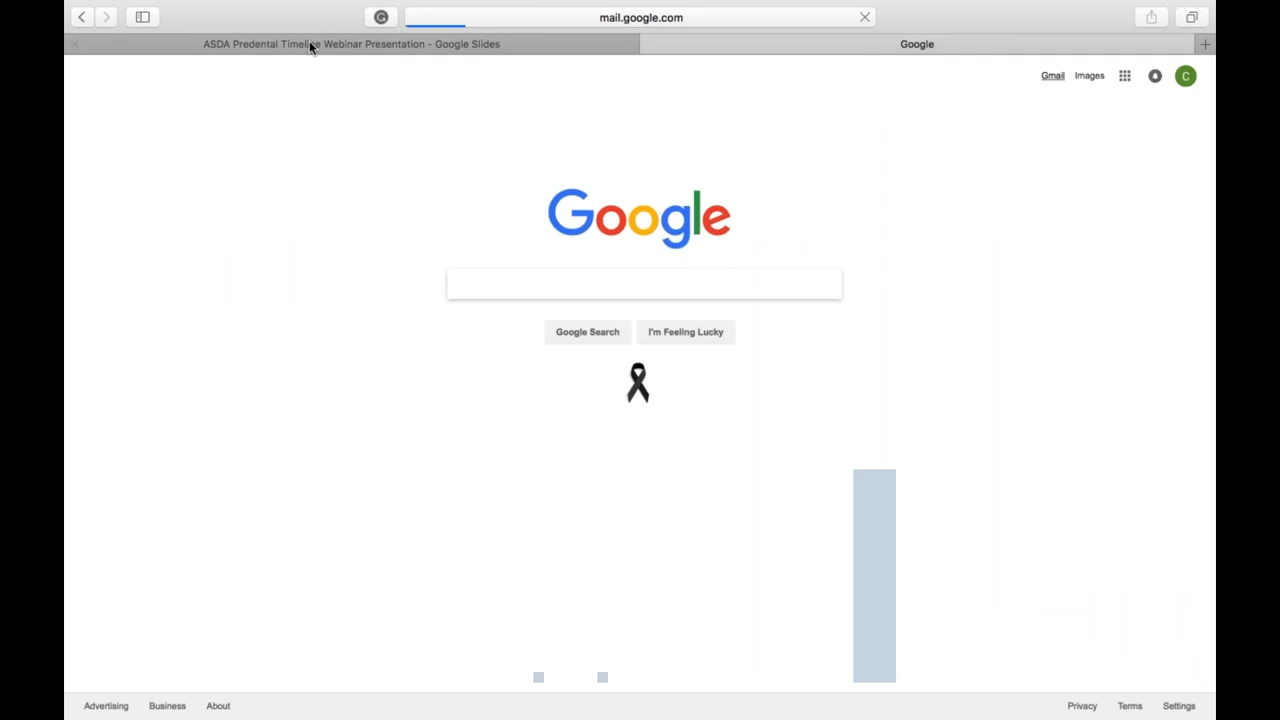 mail.google.com
ASDA Predental Timeline Webinar Presentation - Google Slides
Google
Gmail
Images
C
Google
Google Search
I'm Feeling Lucky
Advertising
Business
About
Privacy
Terms
Settings